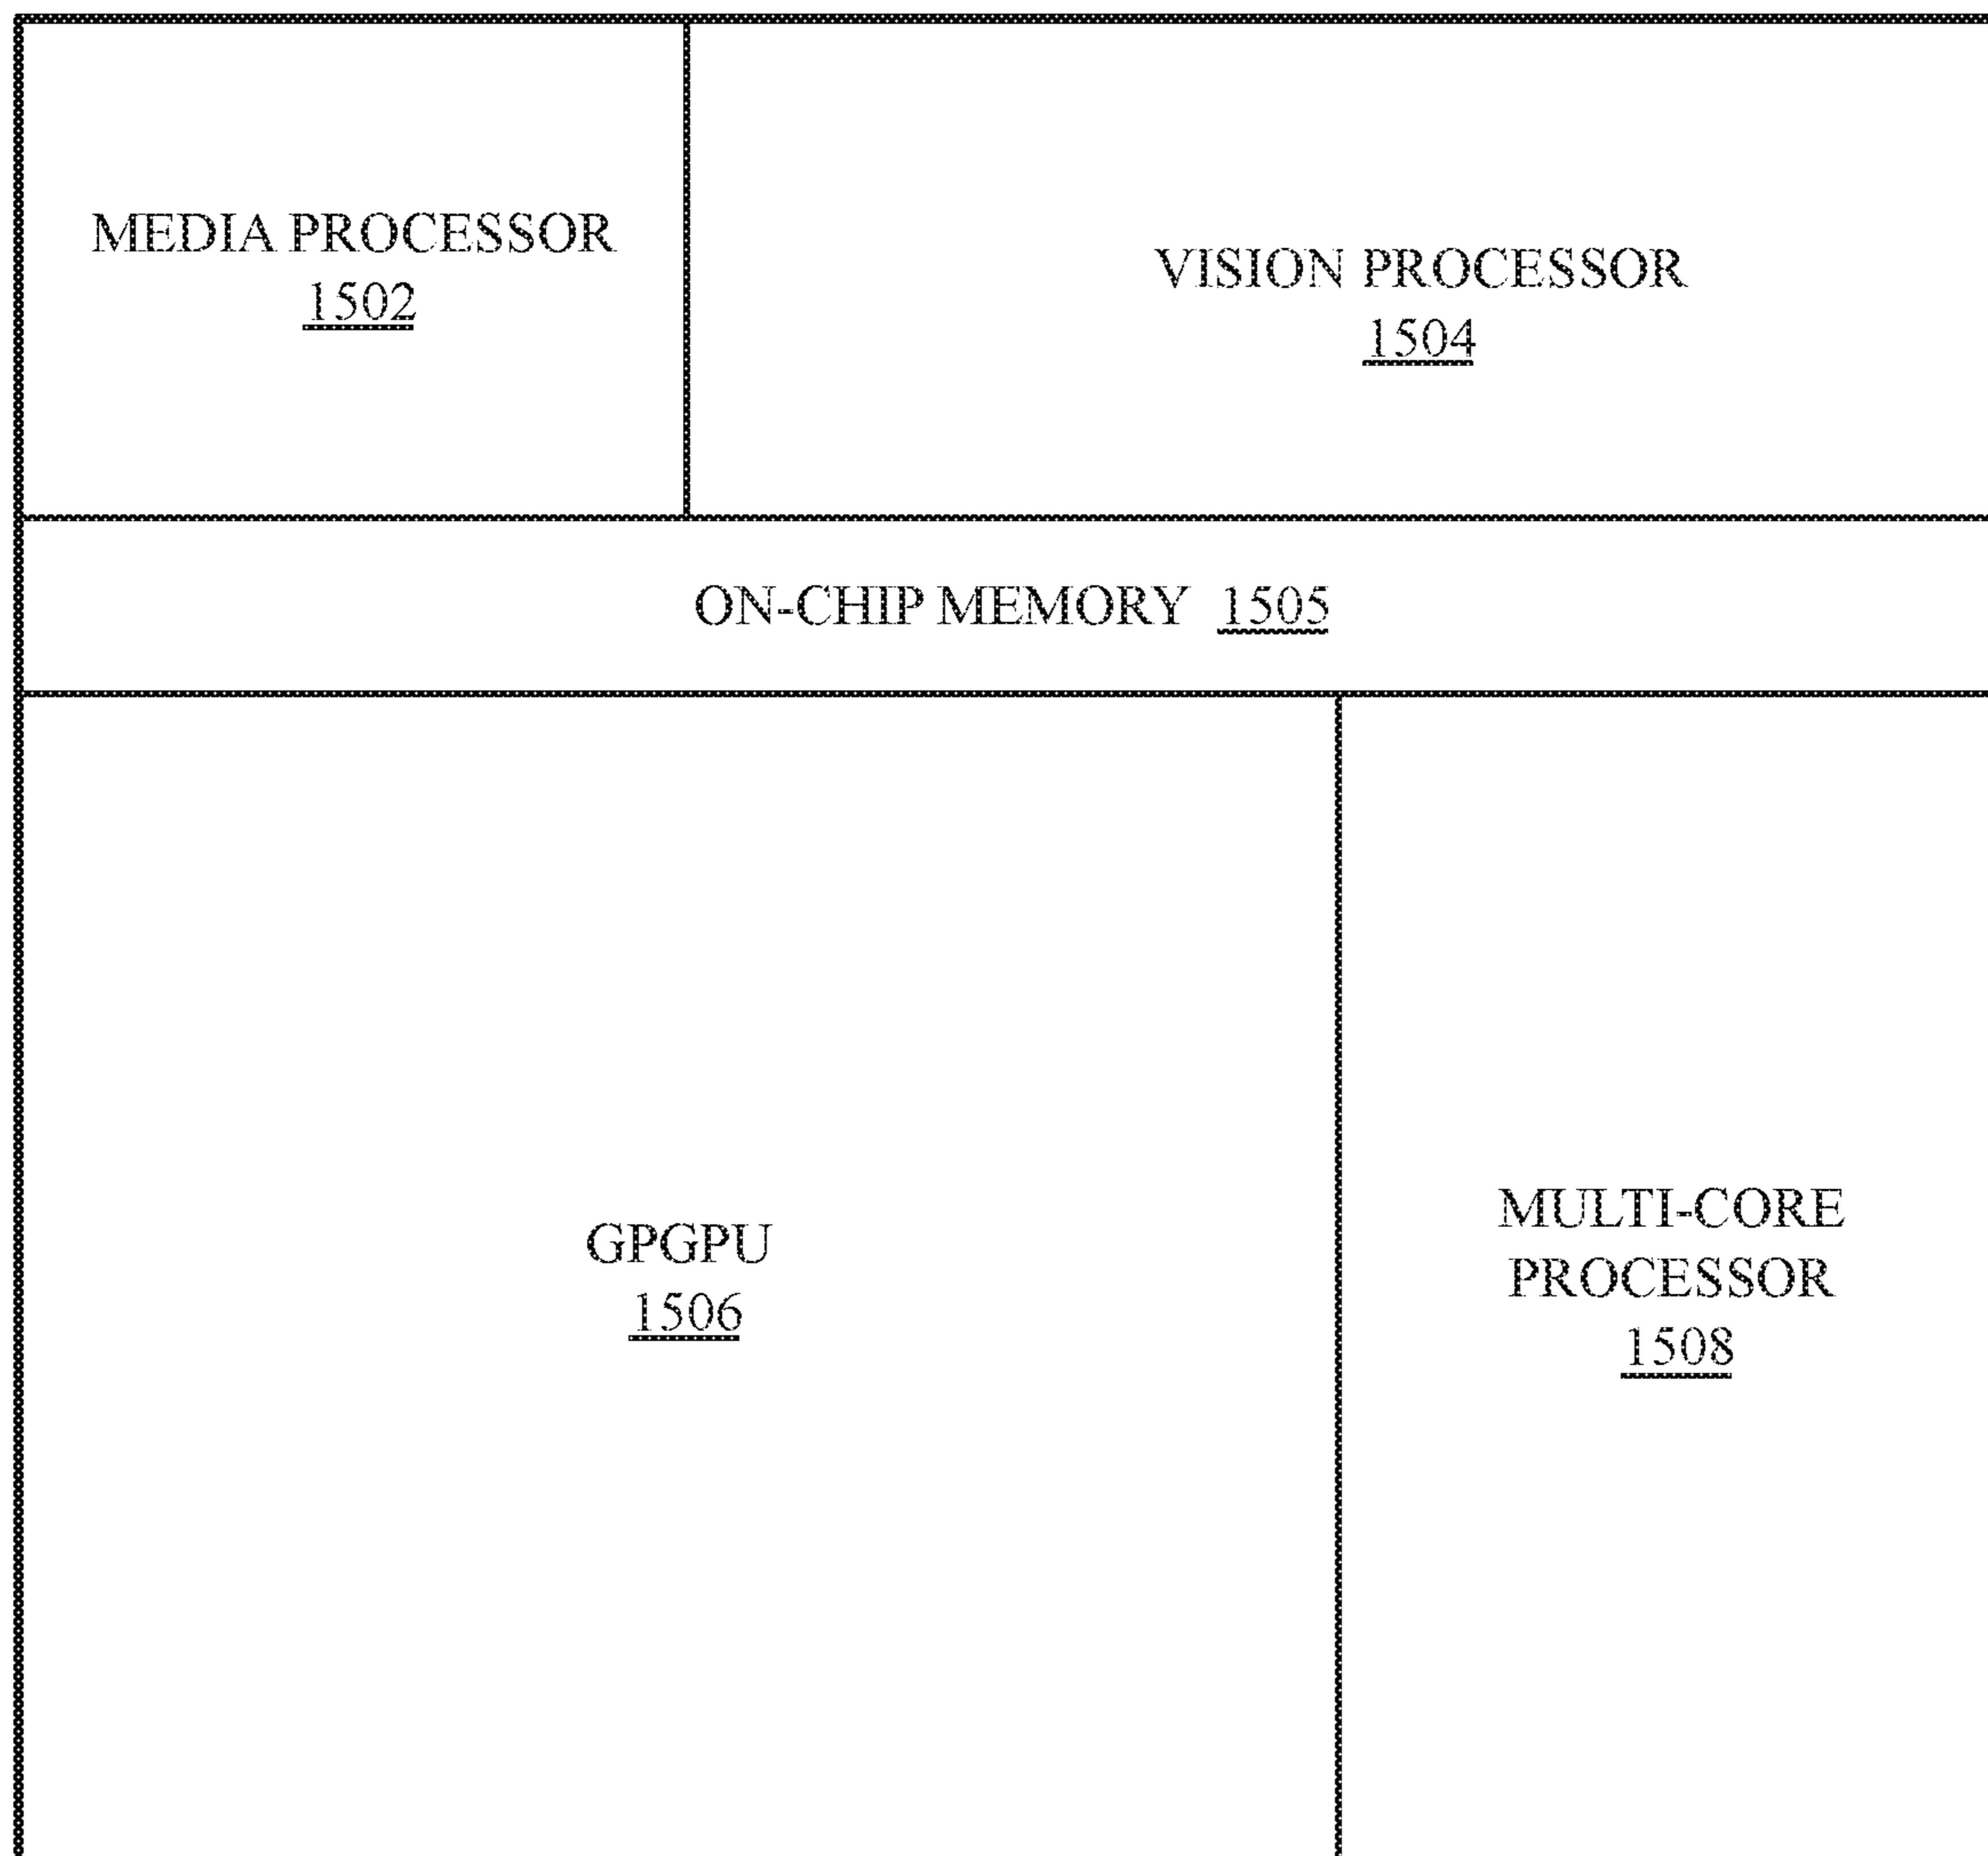 MEDIA PROCESSOR
1502
VISION PROCESSOR
1504
ON-CHIP MEMORY 1505
GPGPU
1506
MULTI-CORE
PROCESSOR
1508